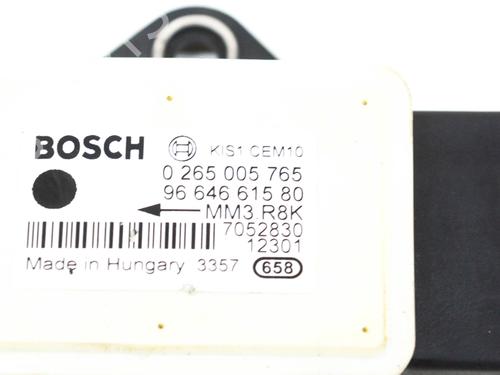 BOSCH KIS1 CEM10
0 265 005 765
96 646 615 80
MM3 R8K
7052830
12301
Made in Hungary 3357 658